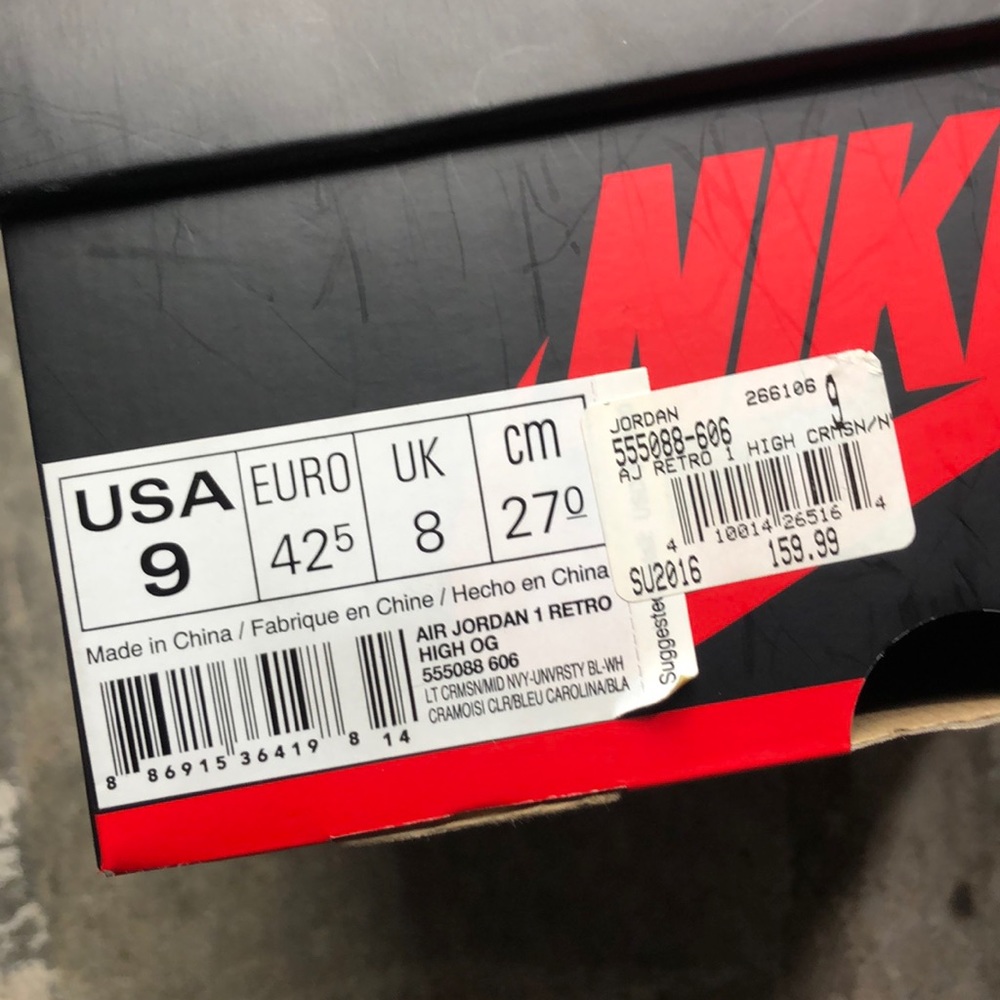 NIK
USA EURO UK cm
9 42⁵ 8 27⁰
Made in China / Fabrique en Chine / Hecho en China
AIR JORDAN 1 RETRO
HIGH OG
555088 606
LT CRMSN/MID NVY-UNVRSTY BL-WH
CRAMOISI CLR/BLEU CAROLINA/BLA
8 86915 36419 8 14
Suggested
JORDAN 266106 9
555088-606
AJ RETRO 1 HIGH CRMSN/N
4 10014 26516 4
SU2016 159.99